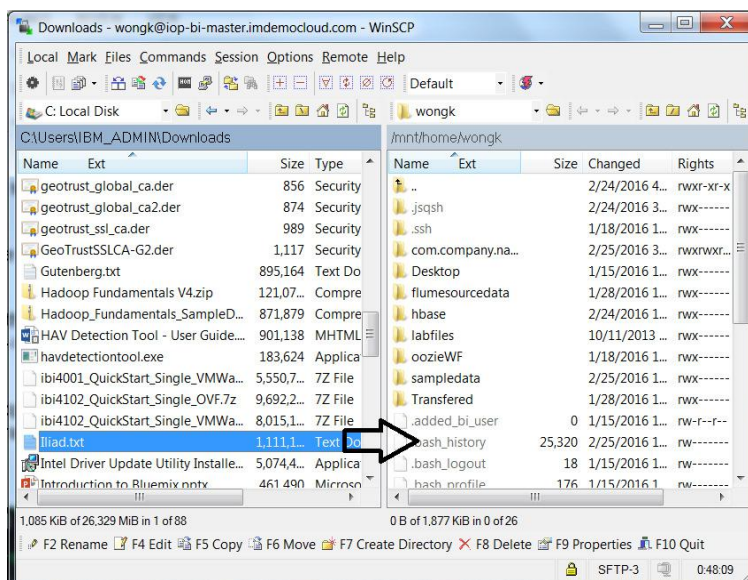 Downloads - wongk@iop-bi-master.imdemocloud.com - WinSCP
Local Mark Files Commands Session Options Remote Help
Default
C: Local Disk
wongk
C:\Users\IBM_ADMIN\Downloads
/mnt/home/wongk
Name Ext Size Type
geotrust_global_ca.der 856 Security
geotrust_global_ca2.der 874 Security
geotrust_ssl_ca.der 989 Security
GeoTrustSSLCA-G2.der 1,117 Security
Gutenberg.txt 895,164 Text Do
Hadoop Fundamentals V4.zip 121,07... Compre
Hadoop_Fundamentals_SampleD... 871,879 Compre
HAV Detection Tool - User Guide.... 901,138 MHTML
havdetectiontool.exe 183,624 Applica
ibi4001_QuickStart_Single_VMWa... 5,550,7... 7Z File
ibi4102_QuickStart_Single_OVF.7z 9,692,2... 7Z File
ibi4102_QuickStart_Single_VMWa... 8,015,1... 7Z File
Iliad.txt 1,111,1... Text Do
Intel Driver Update Utility Installe... 5,074,4... Applica
Introduction to Bluemix.pptx 461,490 Microso
Name Ext Size Changed Rights
.. 2/24/2016 4... rwxr-xr-x
.jsqsh 2/24/2016 3... rwx------
.ssh 1/18/2016 1... rwx------
com.company.na... 2/25/2016 3... rwxrwxr...
Desktop 1/15/2016 1... rwx------
flumesourcedata 1/28/2016 1... rwx------
hbase 2/24/2016 1... rwx------
labfiles 10/11/2013 ... rwx------
oozieWF 1/18/2016 1... rwx------
sampledata 2/25/2016 1... rwx------
Transfered 1/28/2016 1... rwx------
.added_bi_user 0 1/15/2016 1... rw-r--r--
bash_history 25,320 2/25/2016 1... rw-------
.bash_logout 18 1/15/2016 1... rw-------
.bash_profile 176 1/15/2016 1... rw-------
1,085 KiB of 26,329 MiB in 1 of 88
0 B of 1,877 KiB in 0 of 26
F2 Rename F4 Edit F5 Copy F6 Move F7 Create Directory F8 Delete F9 Properties F10 Quit
SFTP-3 0:48:09